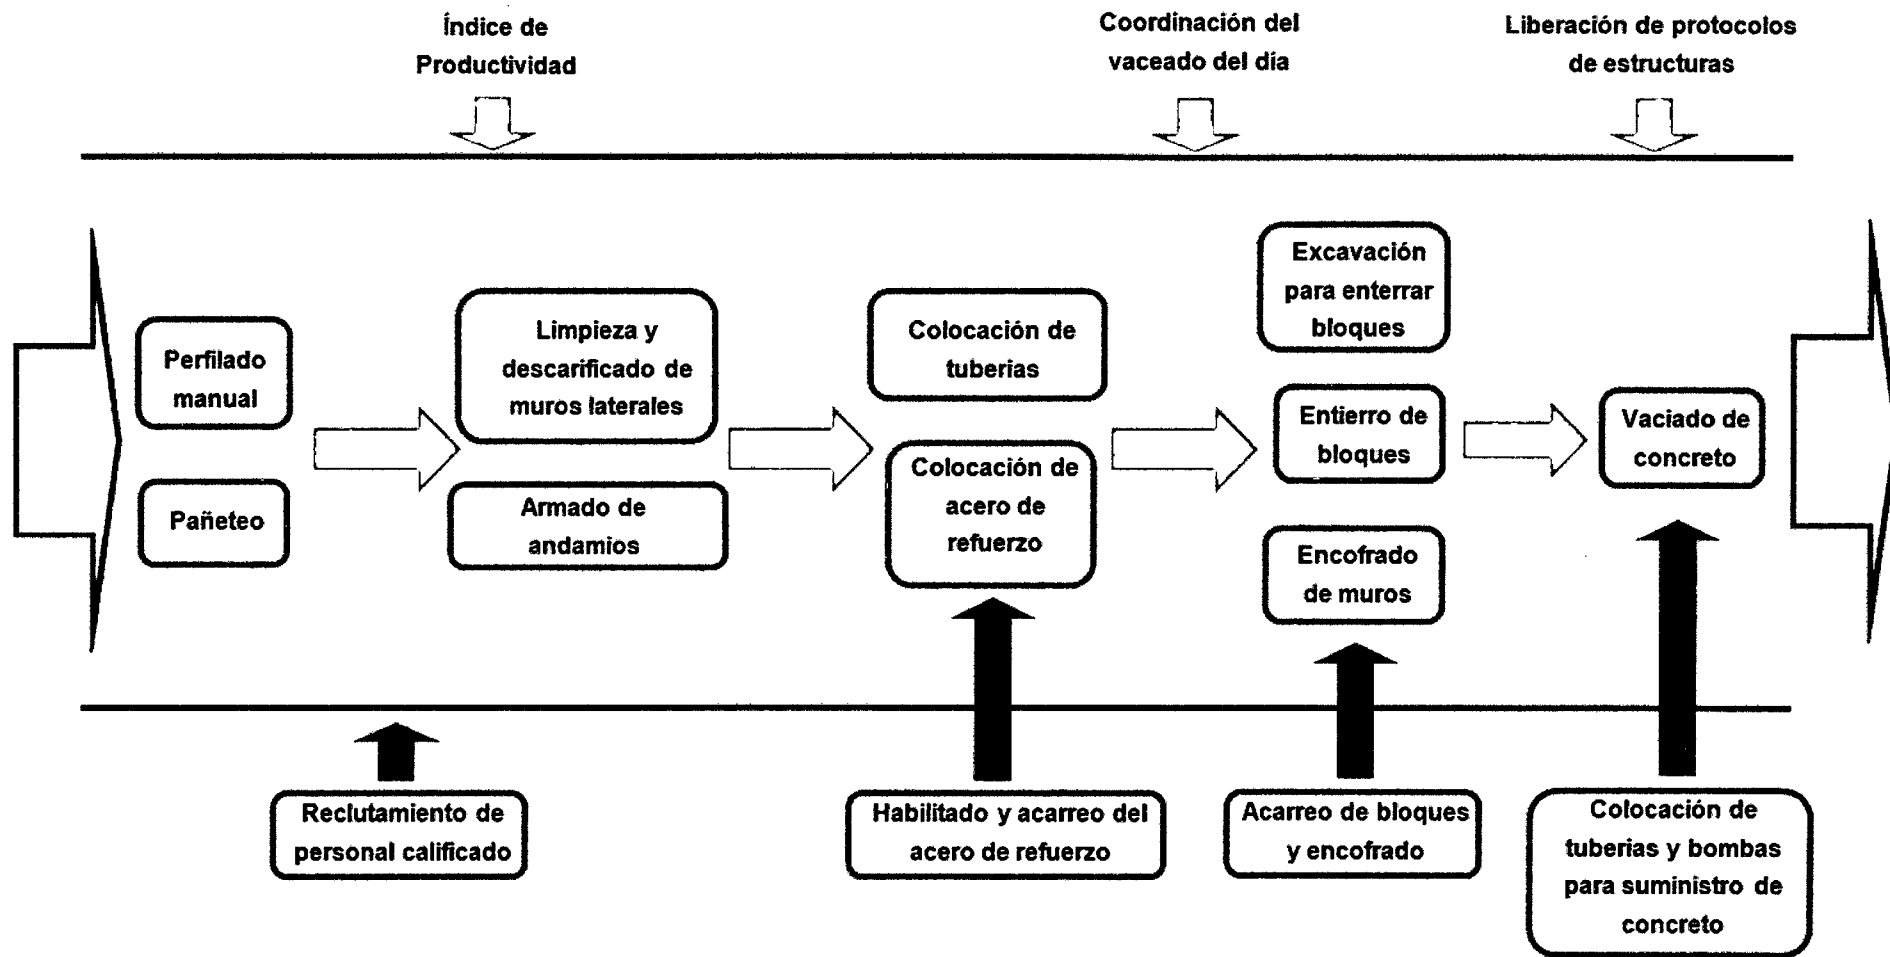 Índice de
Productividad
Coordinación del
vaceado del día
Liberación de protocolos
de estructuras
Perfilado
manual
Pañeteo
Limpieza y
descarificado de
muros laterales
Armado de
andamios
Colocación de
tuberias
Colocación de
acero de
refuerzo
Excavación
para enterrar
bloques
Entierro de
bloques
Encofrado
de muros
Vaciado de
concreto
Reclutamiento de
personal calificado
Habilitado y acarreo del
acero de refuerzo
Acarreo de bloques
y encofrado
Colocación de
tuberias y bombas
para suministro de
concreto